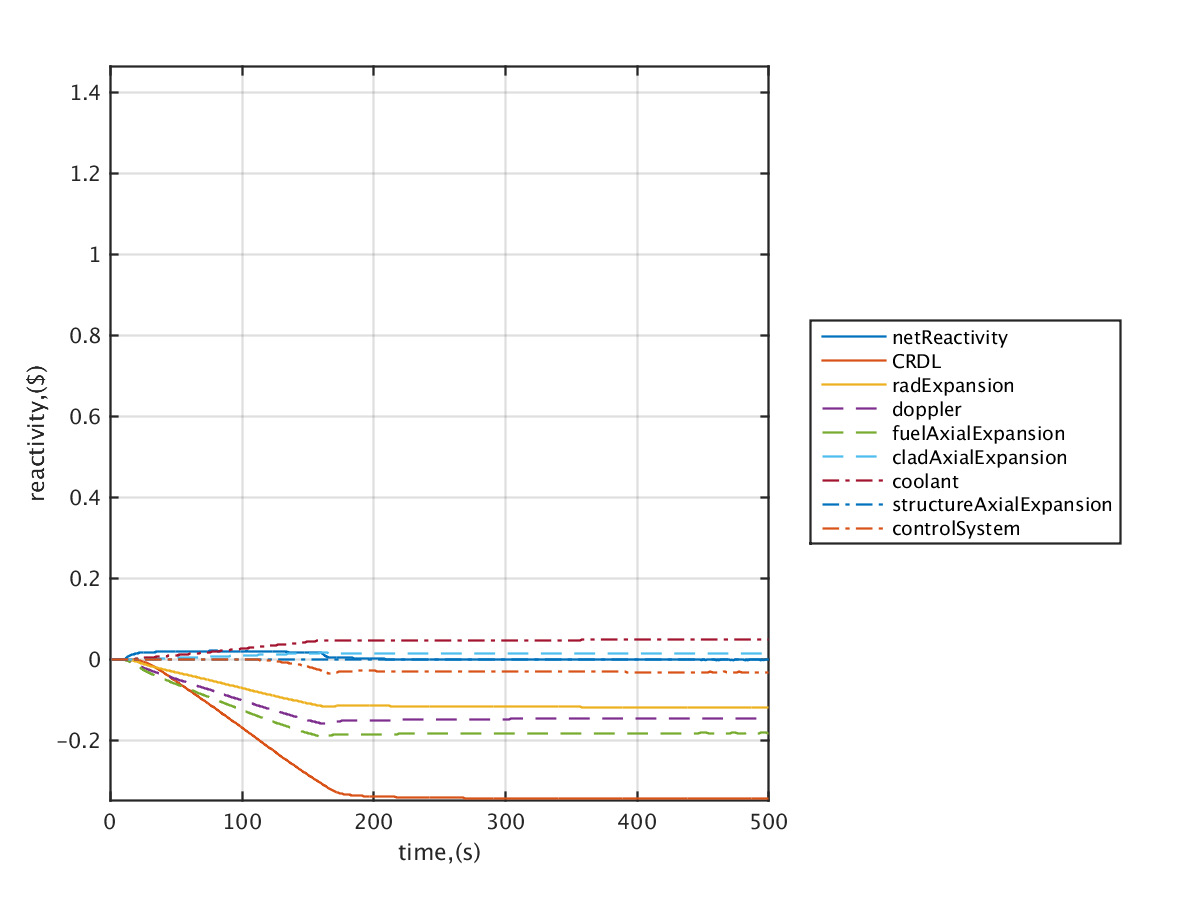 1.4
1.2
1
0.8
0.6
0.4
0.2
0
−0.2
0 100 200 300 400 500
time,(s)
reactivity,($)
netReactivity
CRDL
radExpansion
doppler
fuelAxialExpansion
cladAxialExpansion
coolant
structureAxialExpansion
controlSystem